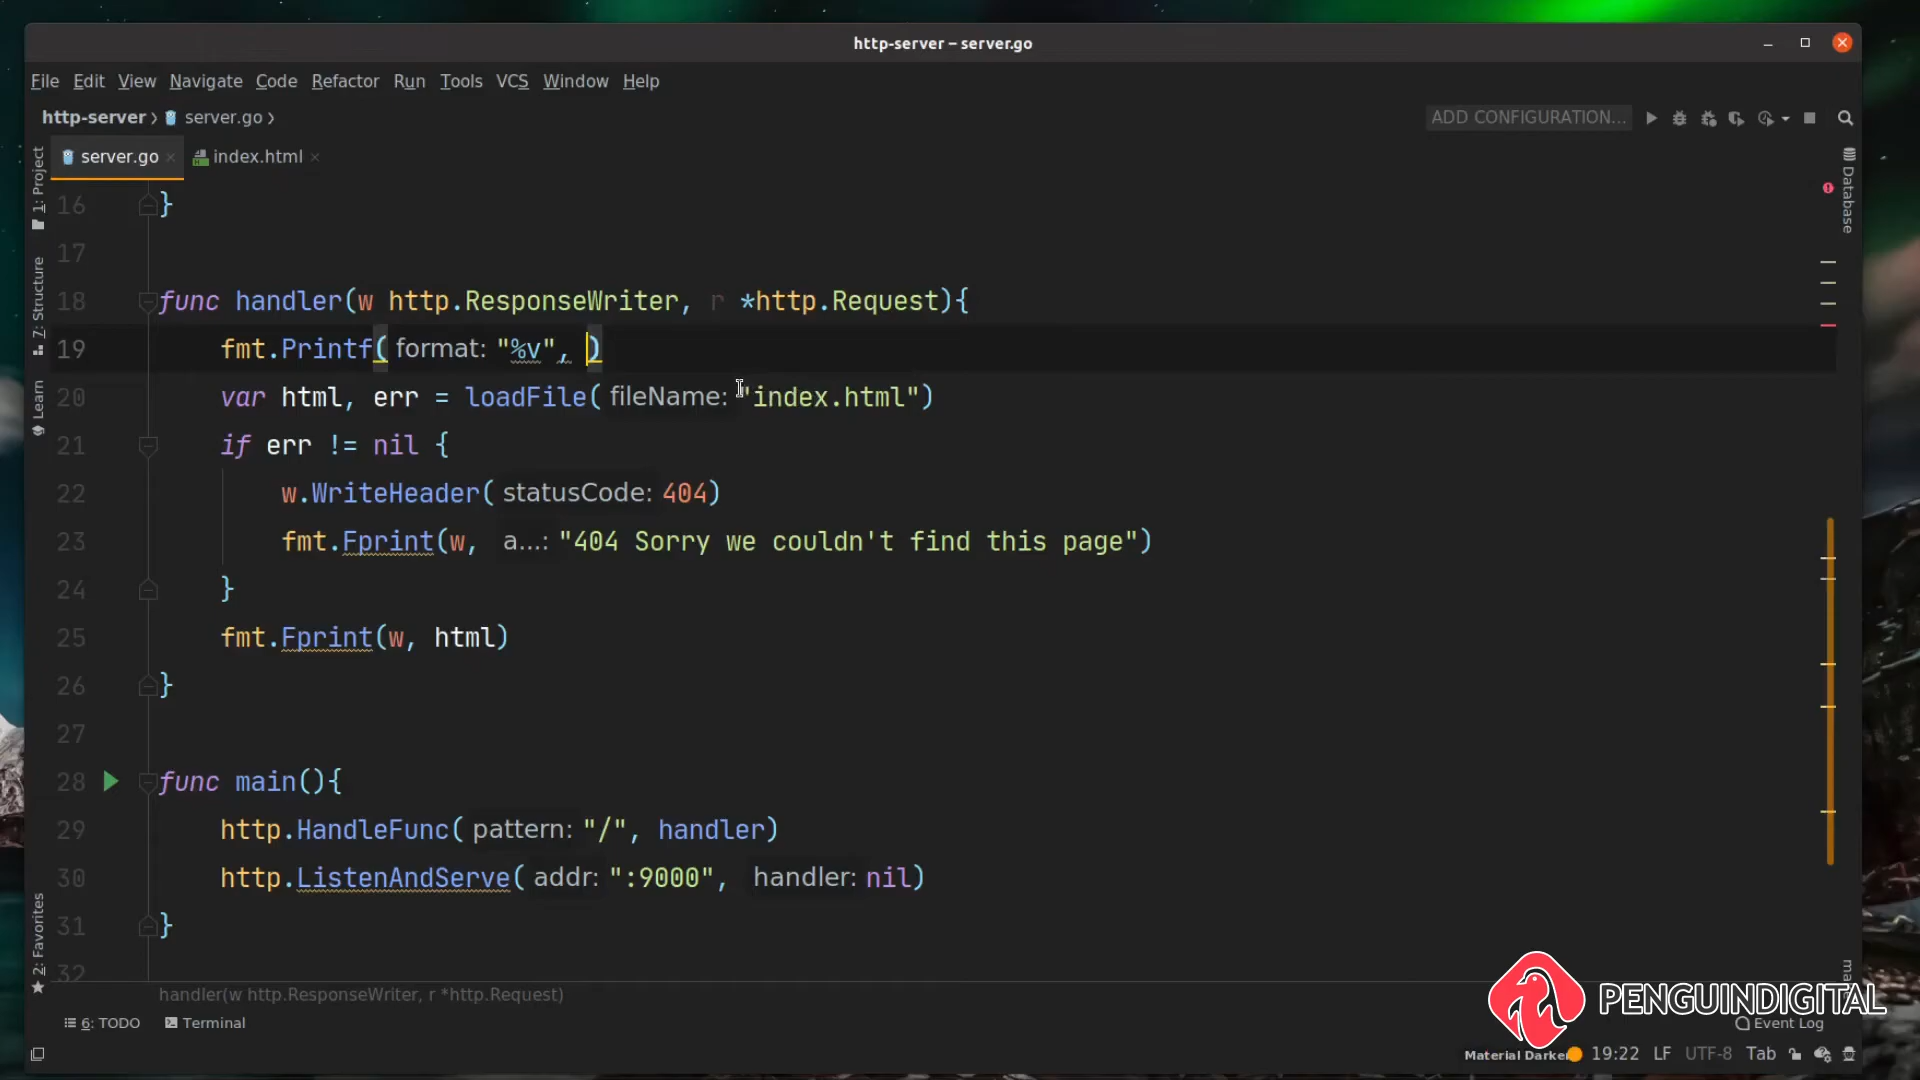 http-server – server.go
File Edit View Navigate Code Refactor Run Tools VCS Window Help
http-server server.go
ADD CONFIGURATION...
server.go index.html
1: Project
7: Structure
Learn
2: Favorites
Database
16 }
17
18 func handler(w http.ResponseWriter, r *http.Request){
19 fmt.Printf( format: "%v", )
20 var html, err = loadFile( fileName: "index.html")
21 if err != nil {
22 w.WriteHeader( statusCode: 404)
23 fmt.Fprint(w, a...: "404 Sorry we couldn't find this page")
24 }
25 fmt.Fprint(w, html)
26 }
27
28 func main(){
29 http.HandleFunc( pattern: "/", handler)
30 http.ListenAndServe( addr: ":9000", handler: nil)
31 }
32
handler(w http.ResponseWriter, r *http.Request)
PENGUINDIGITAL
6: TODO Terminal
Event Log
Material Darker 19:22 LF UTF-8 Tab